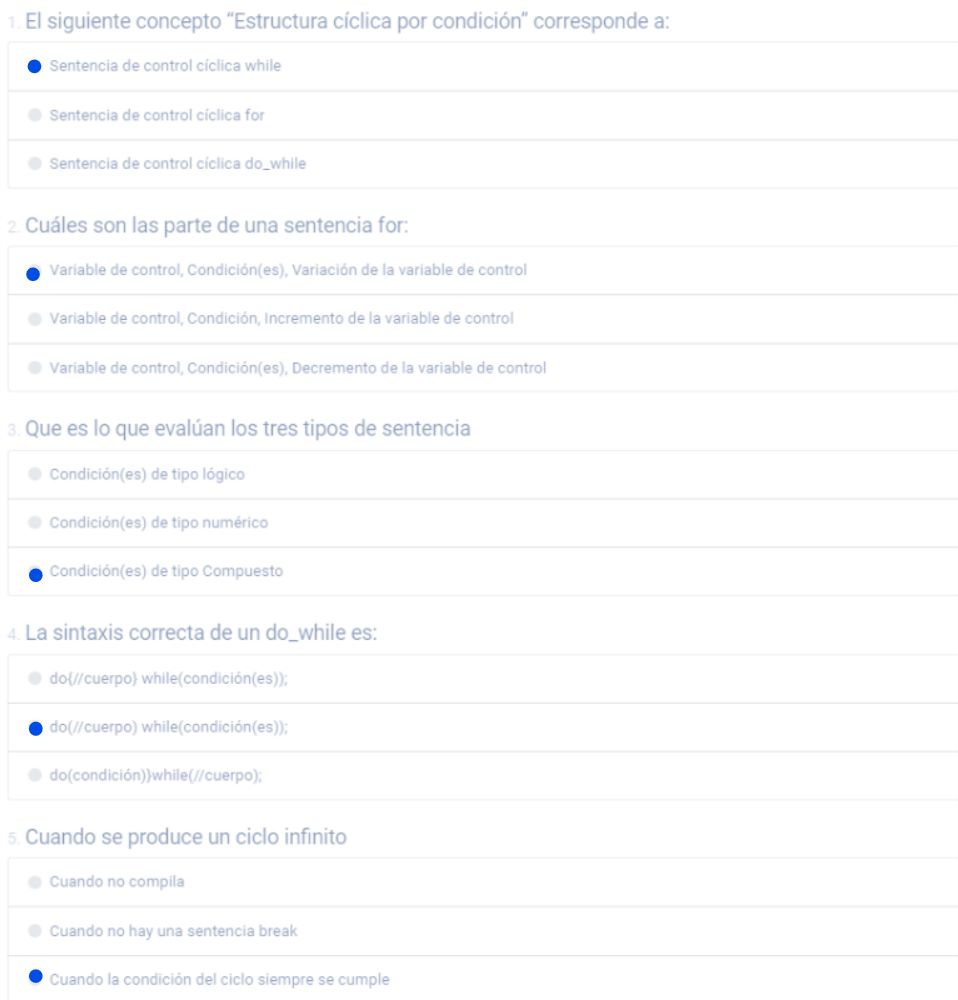 1. El siguiente concepto “Estructura cíclica por condición” corresponde a:
Sentencia de control cíclica while
Sentencia de control cíclica for
Sentencia de control cíclica do_while
2. Cuáles son las parte de una sentencia for:
Variable de control, Condición(es), Variación de la variable de control
Variable de control, Condición, Incremento de la variable de control
Variable de control, Condición(es), Decremento de la variable de control
3. Que es lo que evalúan los tres tipos de sentencia
Condición(es) de tipo lógico
Condición(es) de tipo numérico
Condición(es) de tipo Compuesto
4. La sintaxis correcta de un do_while es:
do{//cuerpo} while(condición(es));
do(//cuerpo) while(condición(es));
do(condición)}while(//cuerpo);
5. Cuando se produce un ciclo infinito
Cuando no compila
Cuando no hay una sentencia break
Cuando la condición del ciclo siempre se cumple